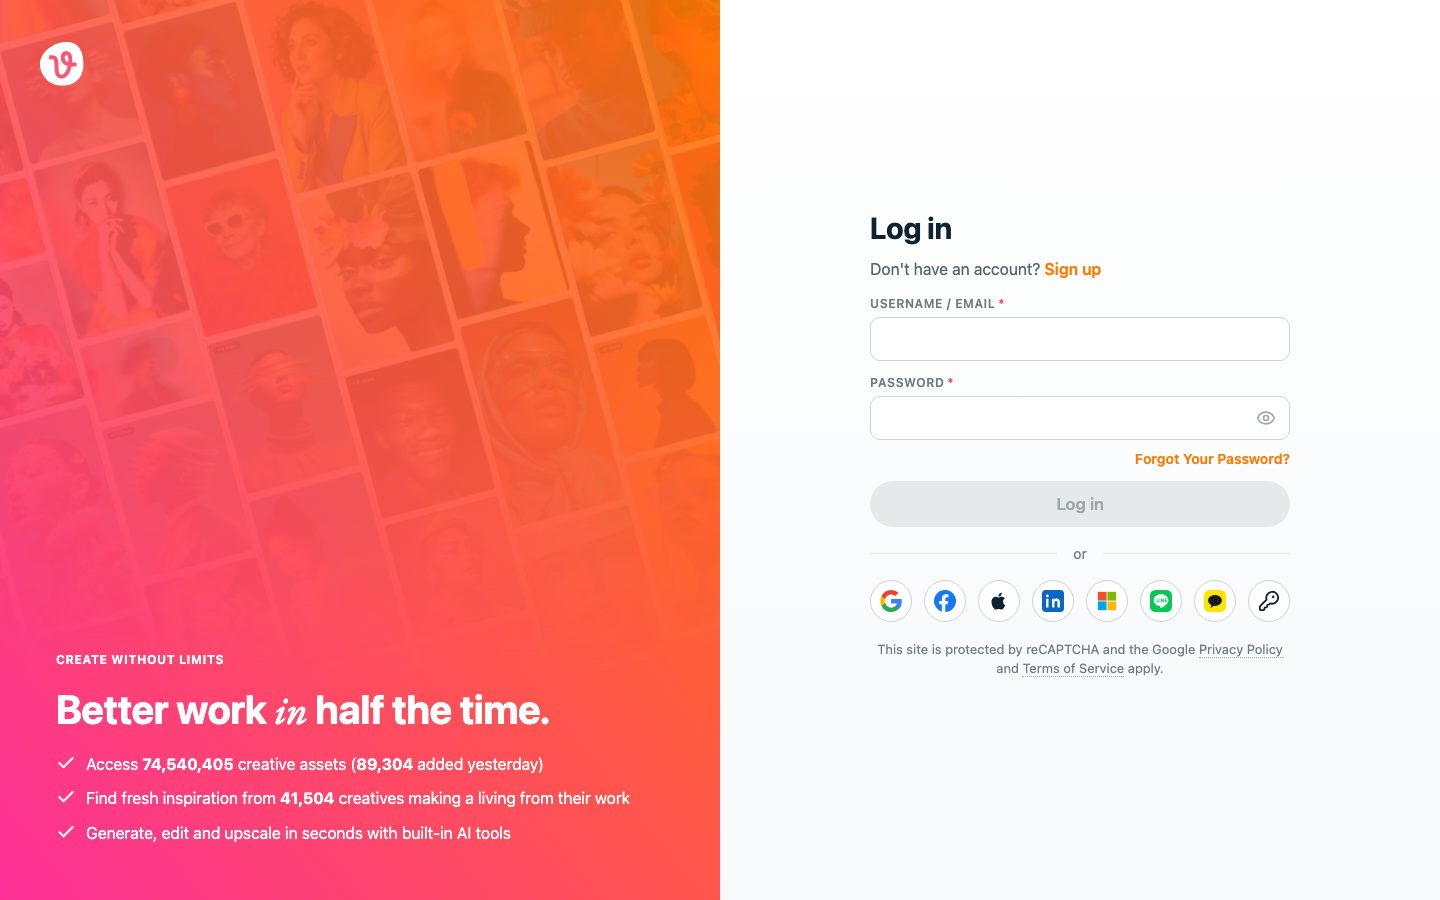 CREATE WITHOUT LIMITS
Better work in half the time.
Access 74,540,405 creative assets (89,304 added yesterday)
Find fresh inspiration from 41,504 creatives making a living from their work
Generate, edit and upscale in seconds with built-in AI tools
Log in
Don't have an account? Sign up
USERNAME / EMAIL *
PASSWORD *
Forgot Your Password?
Log in
or
LINE
This site is protected by reCAPTCHA and the Google Privacy Policy
and Terms of Service apply.